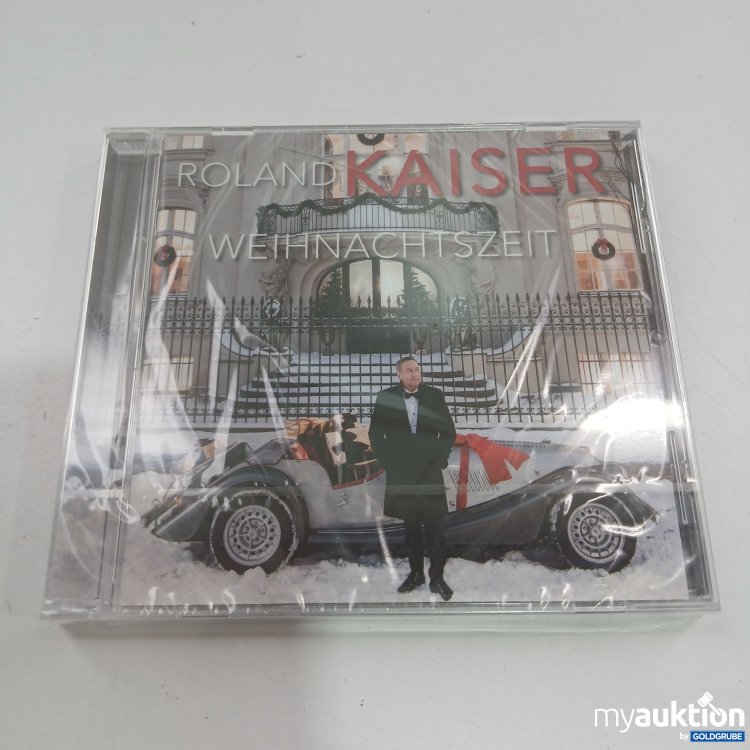 ROLAND KAISER
WEIHNACHTSZEIT
myauktion
by GOLDGRUBE